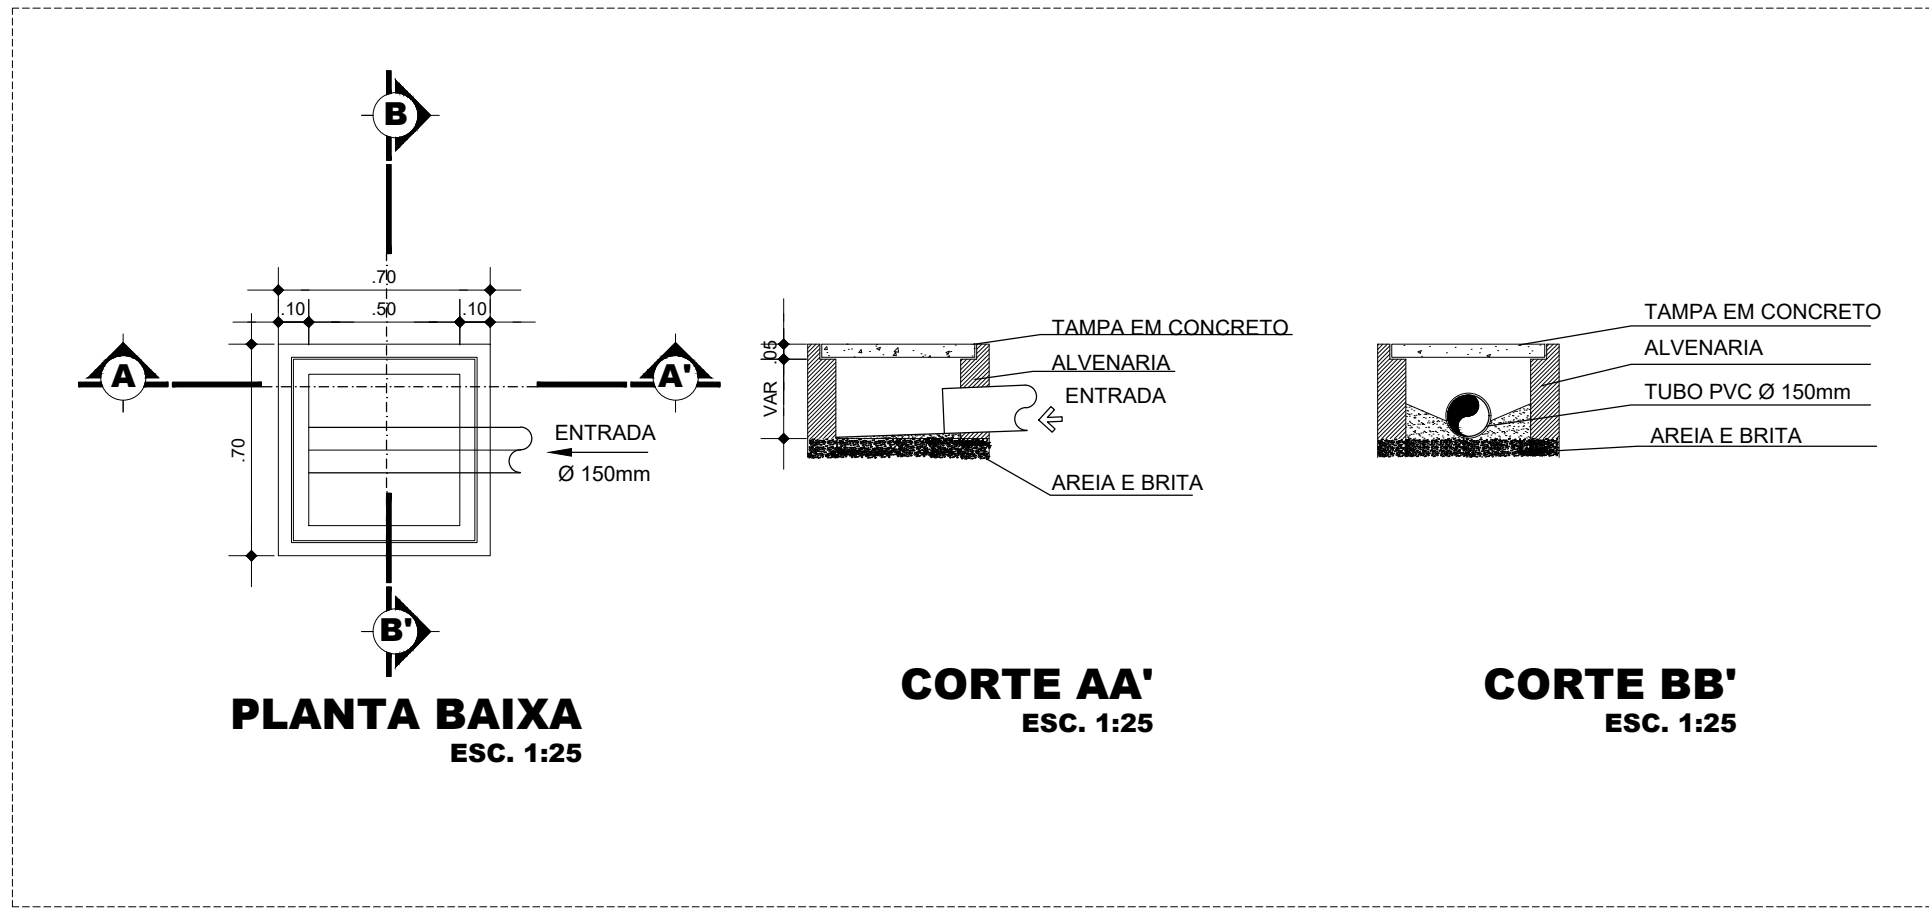 B
.70
.10
.50
.10
A
A'
.70
ENTRADA
Ø 150mm
B'
PLANTA BAIXA
ESC. 1:25
.05
VAR
TAMPA EM CONCRETO
ALVENARIA
ENTRADA
AREIA E BRITA
CORTE AA'
ESC. 1:25
TAMPA EM CONCRETO
ALVENARIA
TUBO PVC Ø 150mm
AREIA E BRITA
CORTE BB'
ESC. 1:25